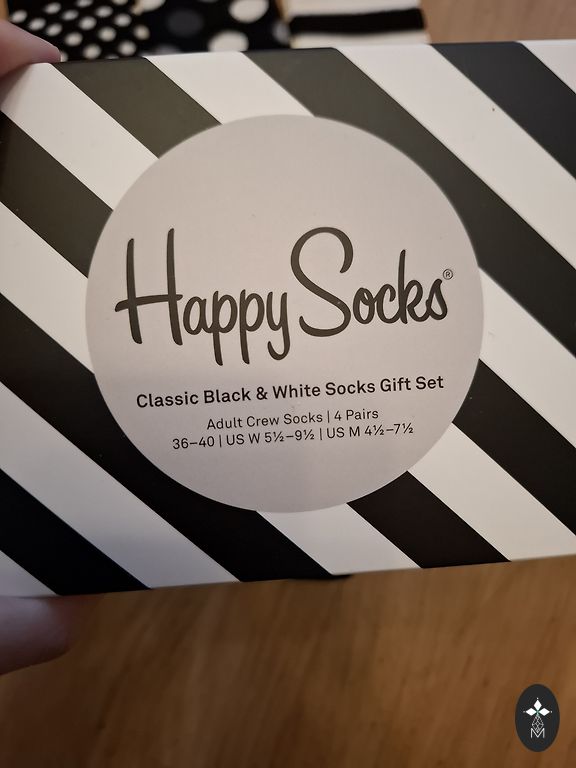 Happy Socks®
Classic Black & White Socks Gift Set
Adult Crew Socks | 4 Pairs
36–40 | US W 5½–9½ | US M 4½–7½
M